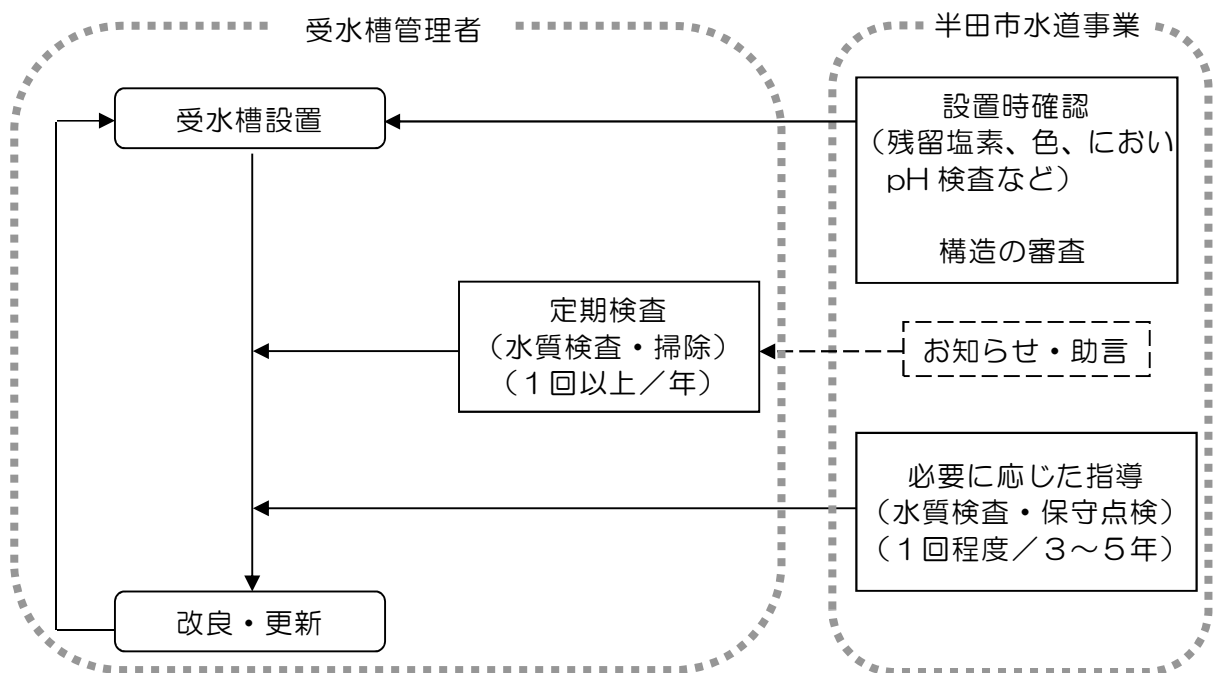 受水槽管理者
半田市水道事業
受水槽設置
設置時確認
(残留塩素、色、におい
pH 検査など)
構造の審査
定期検査
(水質検査・掃除)
(1回以上/年)
お知らせ・助言
必要に応じた指導
(水質検査・保守点検)
(1回程度/3~5年)
改良・更新